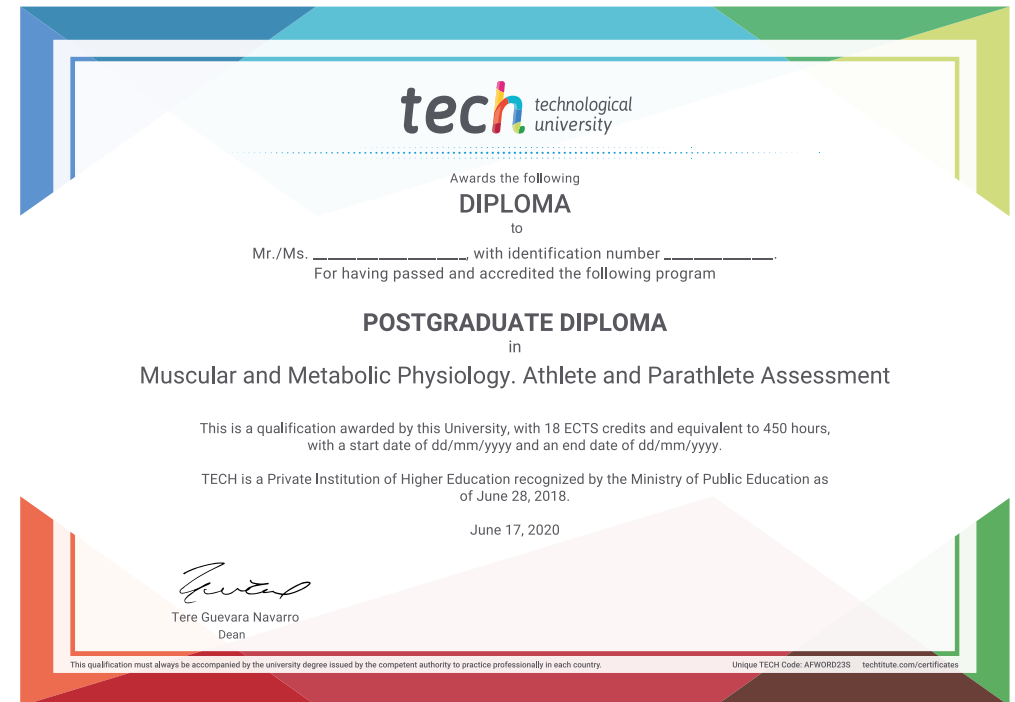 tech technological
university
Awards the following
DIPLOMA
to
Mr./Ms. __________________, with identification number _____________.
For having passed and accredited the following program
POSTGRADUATE DIPLOMA
in
Muscular and Metabolic Physiology. Athlete and Parathlete Assessment
This is a qualification awarded by this University, with 18 ECTS credits and equivalent to 450 hours,
with a start date of dd/mm/yyyy and an end date of dd/mm/yyyy.
TECH is a Private Institution of Higher Education recognized by the Ministry of Public Education as
of June 28, 2018.
June 17, 2020
Tere Guevara Navarro
Dean
This qualification must always be accompanied by the university degree issued by the competent authority to practice professionally in each country.
Unique TECH Code: AFWORD23S techtitute.com/certificates